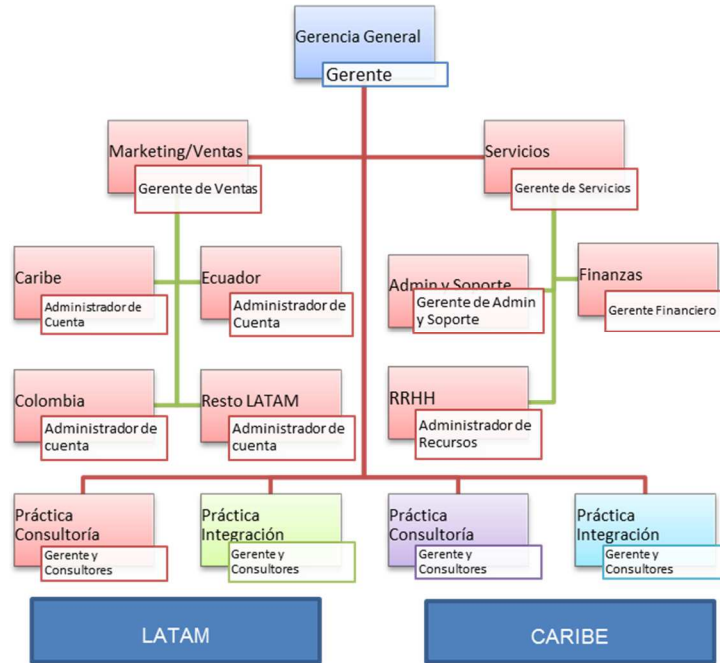 Gerencia General
Gerente
Marketing/Ventas
Gerente de Ventas
Servicios
Gerente de Servicios
Caribe
Administrador de
Cuenta
Ecuador
Administrador de
Cuenta
Admin y Soporte
Gerente de Admin
y Soporte
Finanzas
Gerente Financiero
Colombia
Administrador de
cuenta
Resto LATAM
Administrador de
cuenta
RRHH
Administrador de
Recursos
Práctica
Consultoría
Gerente y
Consultores
Práctica
Integración
Gerente y
Consultores
Práctica
Consultoría
Gerente y
Consultores
Práctica
Integración
Gerente y
Consultores
LATAM
CARIBE